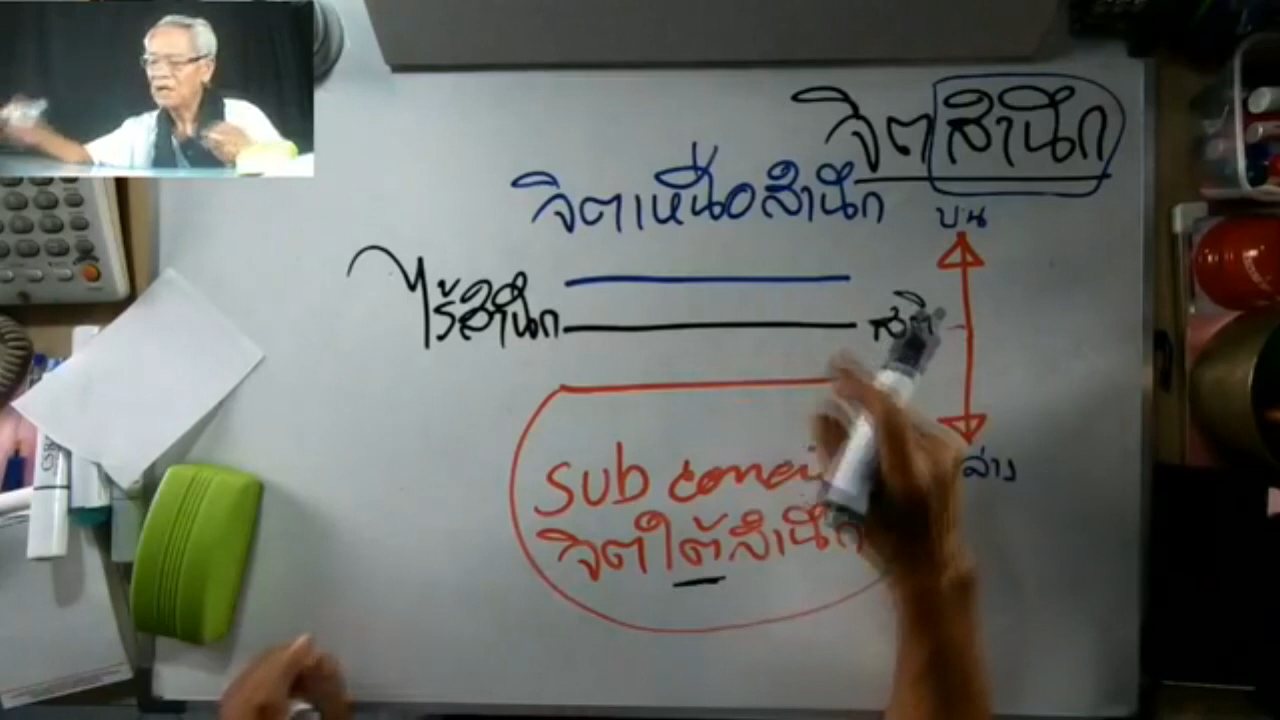 จิตสำนึก
จิตเหนือสำนึก
บน
ไร้สำนึก
ล่าง
sub
จิตใต้สำนึก